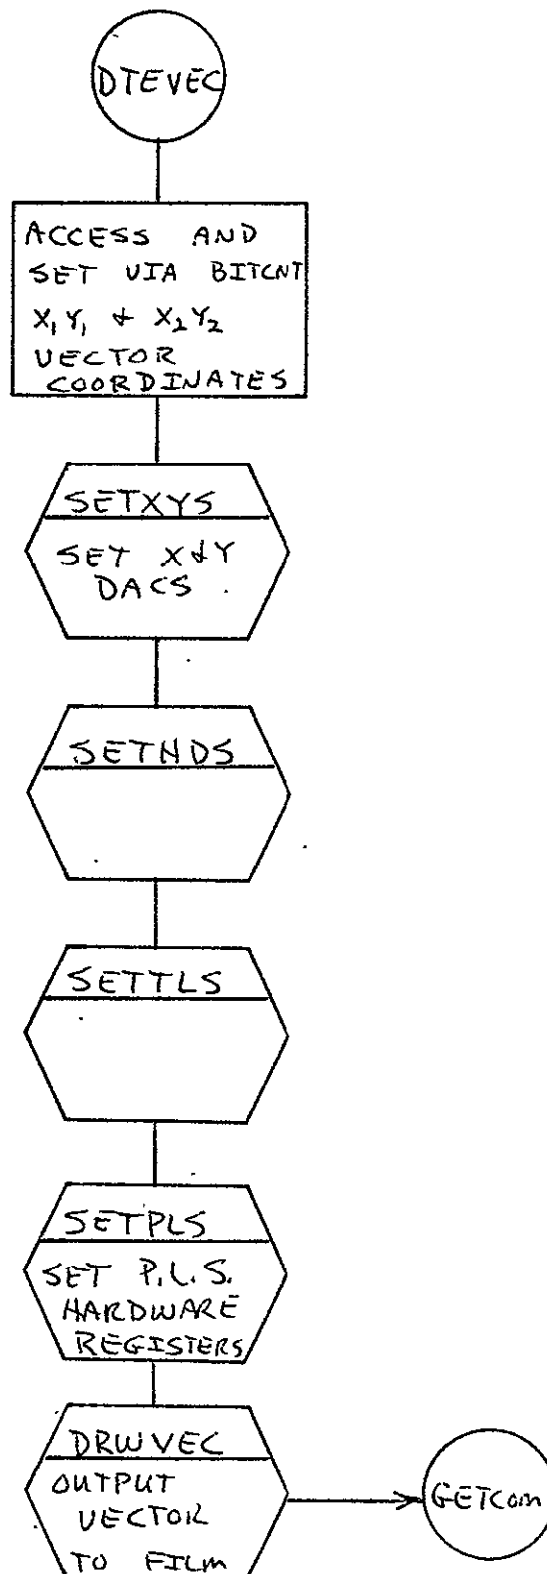 DTEVEC
ACCESS AND
SET VIA BITCNT
X₁Y₁ & X₂Y₂
VECTOR
COORDINATES
SETXYS
SET X&Y
DACS
SETHDS
SETTLS
SETPLS
SET P.L.S.
HARDWARE
REGISTERS
DRWVEC
OUTPUT
VECTOR
TO FILM
GETCOM